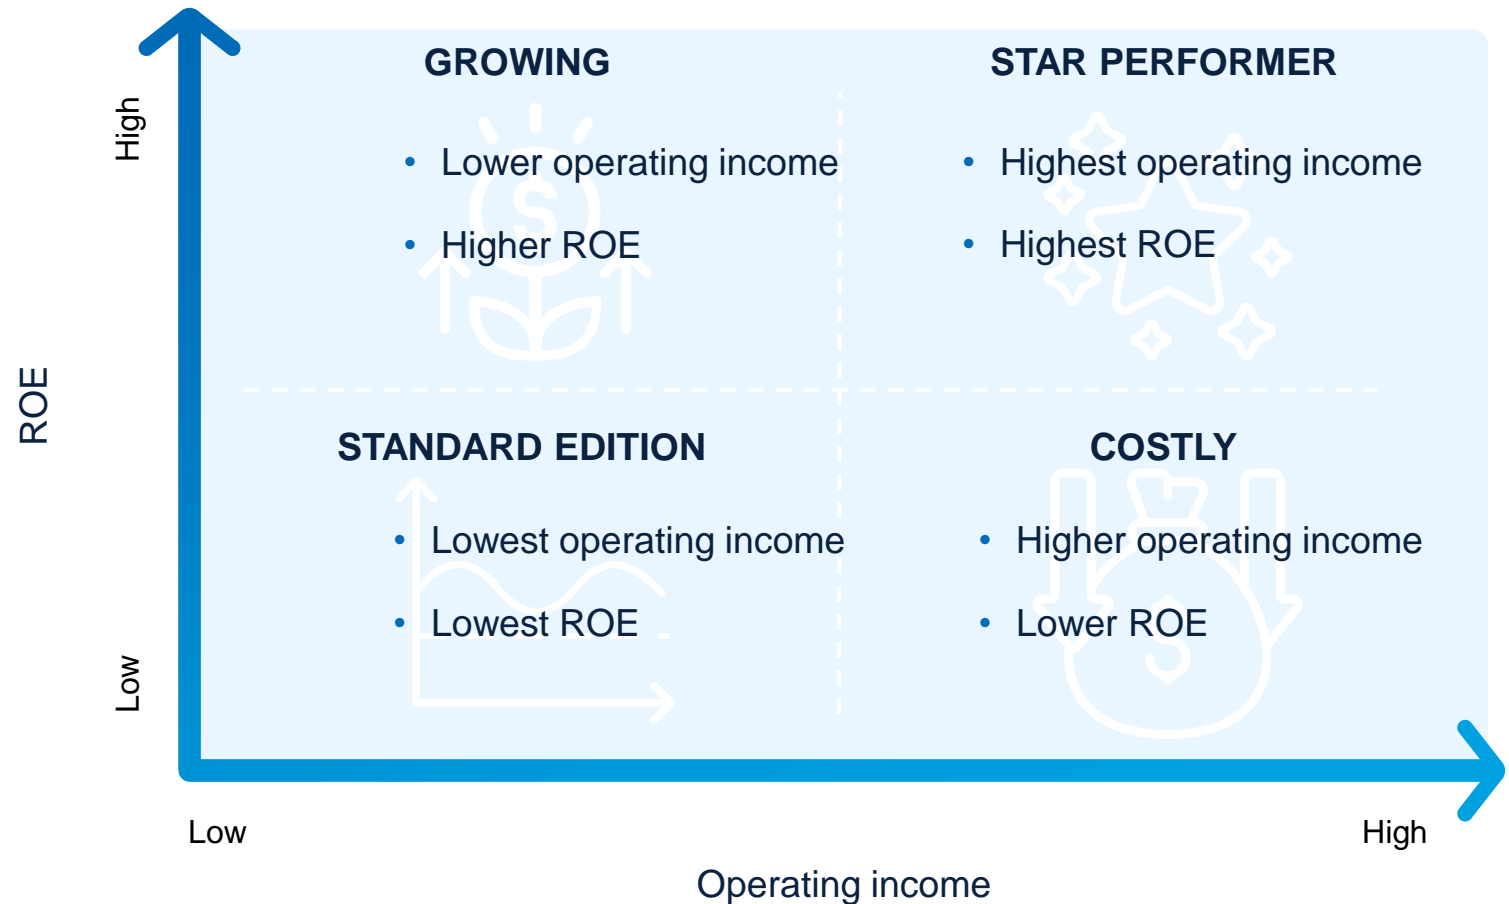 GROWING
• Lower operating income
• Higher ROE
STAR PERFORMER
• Highest operating income
• Highest ROE
STANDARD EDITION
• Lowest operating income
• Lowest ROE
COSTLY
• Higher operating income
• Lower ROE
ROE
High
Low
Low
High
Operating income
$
$